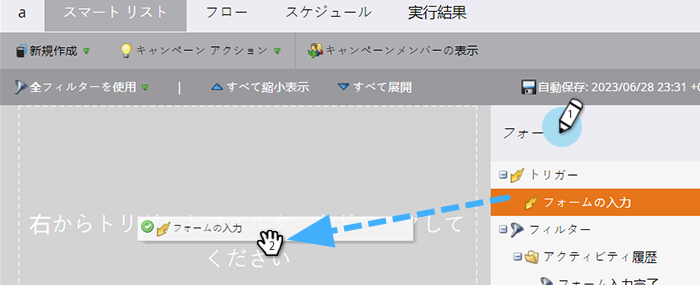 a スマート リスト フロー スケジュール 実行結果
新規作成 キャンペーン アクション キャンペーンメンバーの表示
全フィルターを使用 | すべて縮小表示 すべて展開 自動保存: 2023/06/28 23:31 +0
フォー 1
トリガー
フォームの入力
フィルター
アクティビティ履歴
フォーム入力完了
右からトリ
して
フォームの入力
2
ください